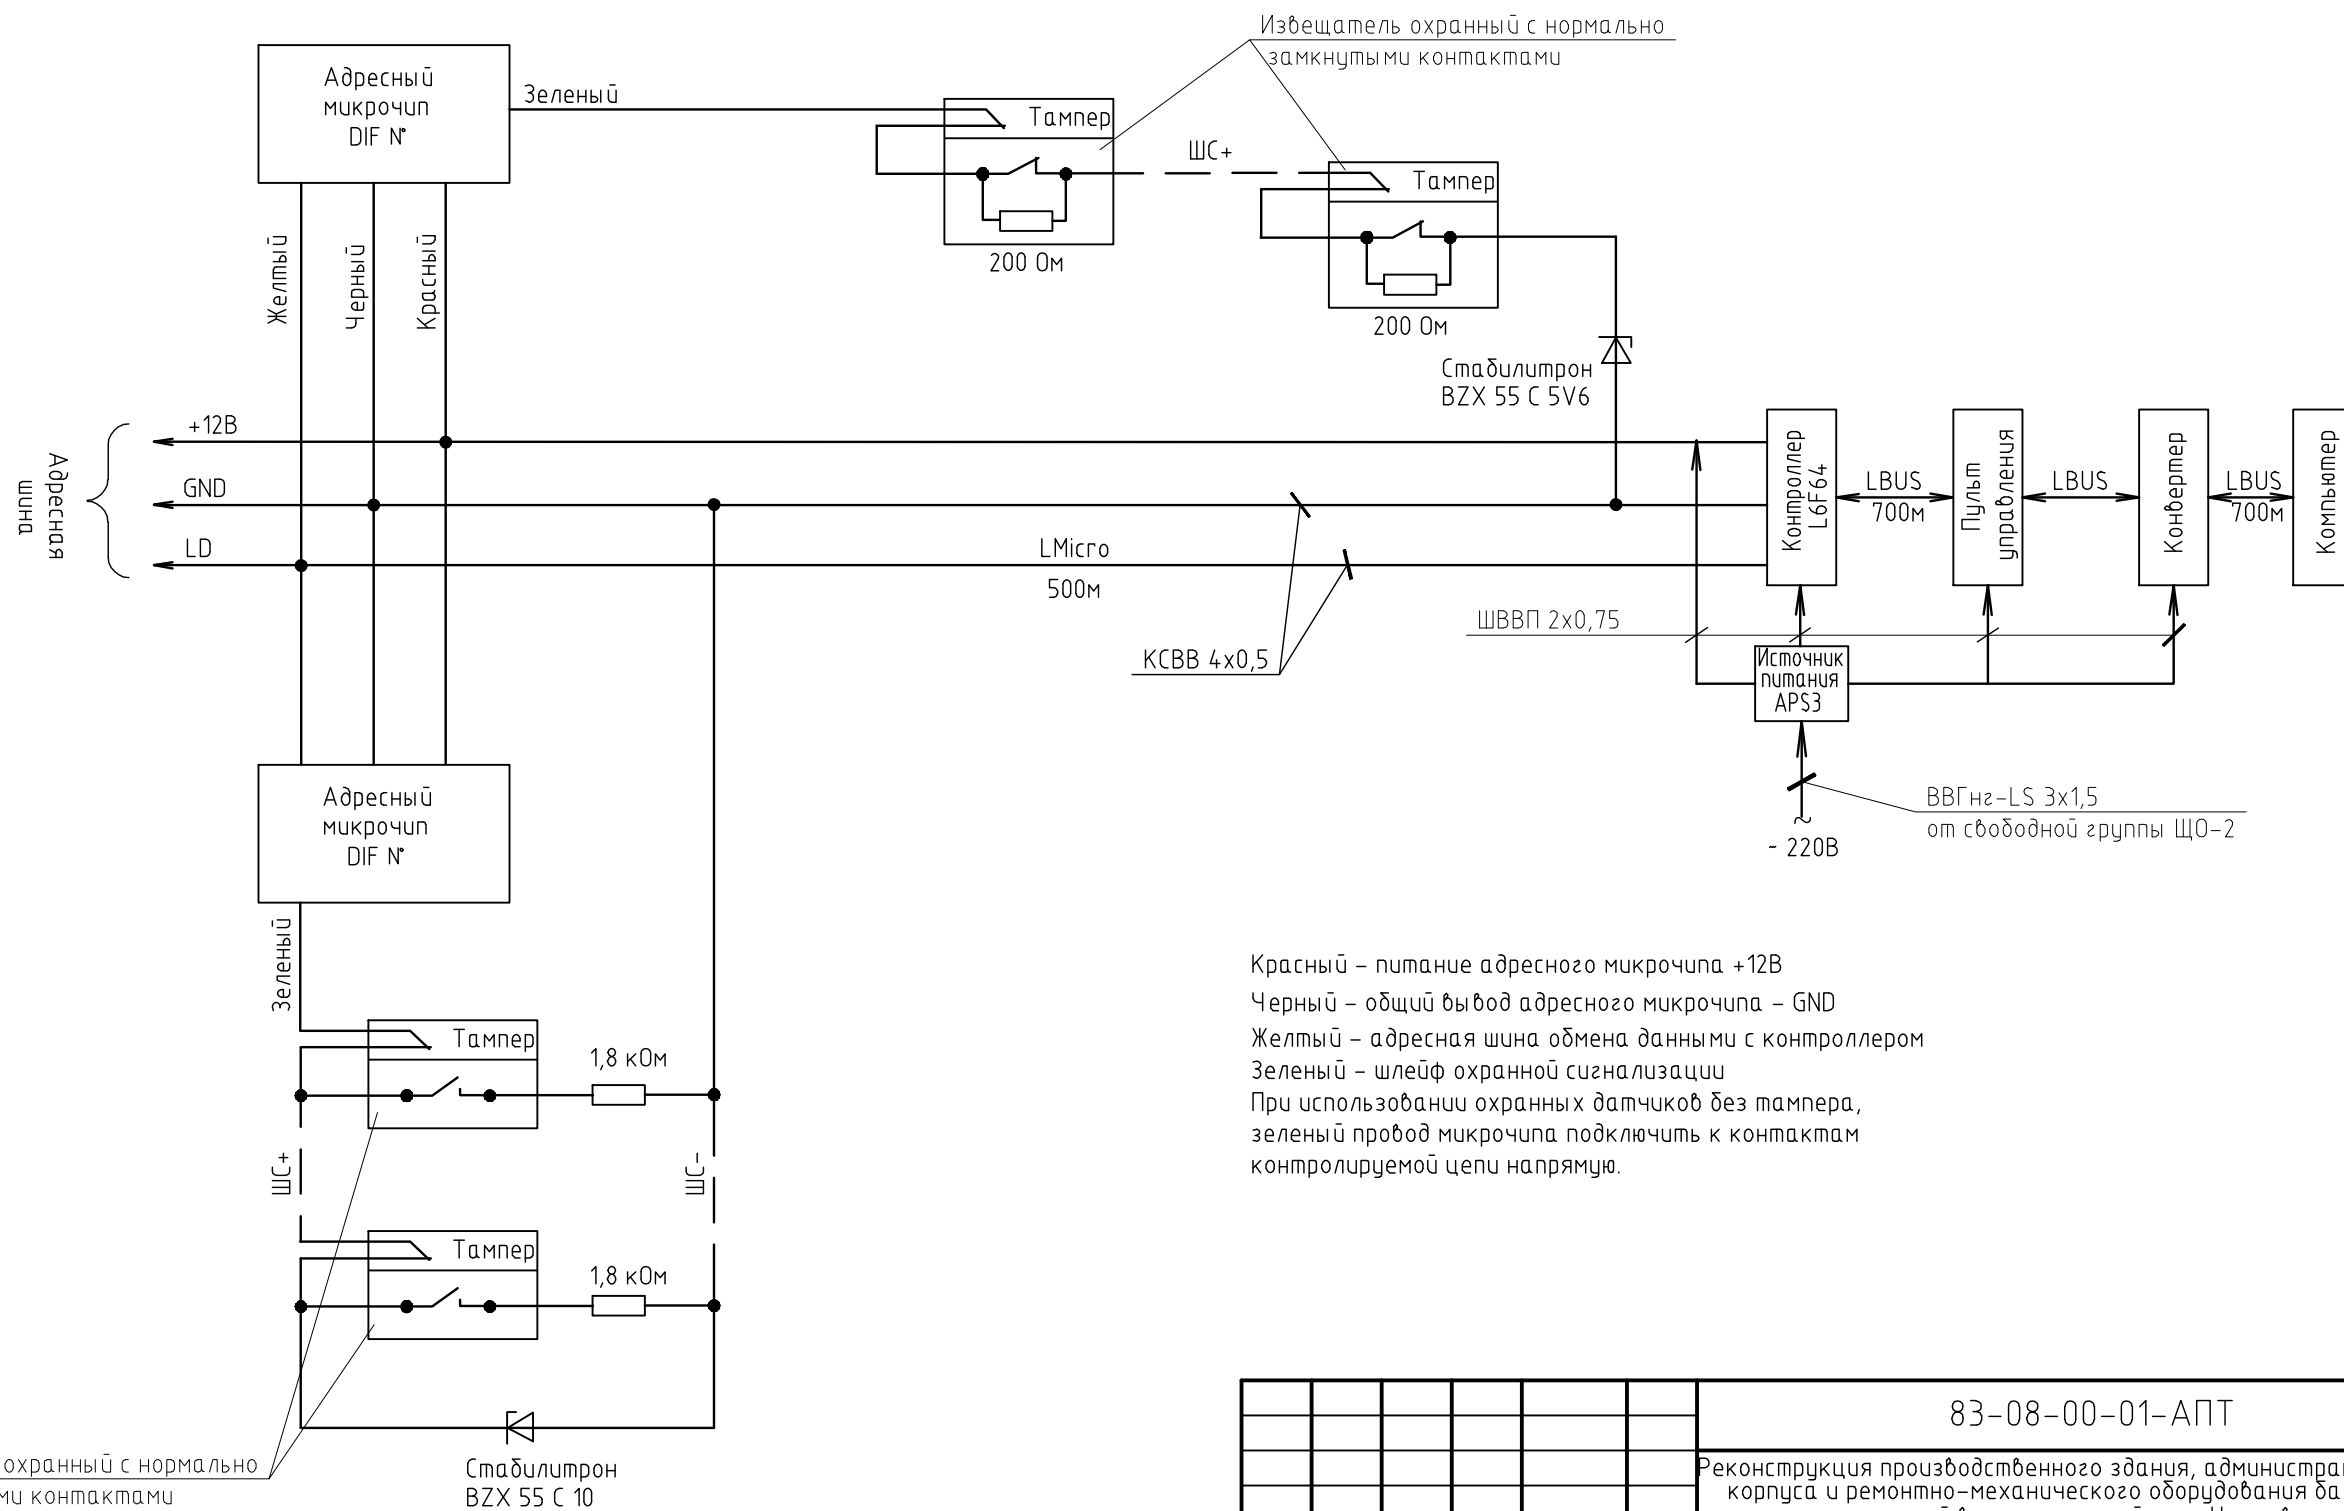 Извещатель охранный с нормально
замкнутыми контактами
Адресный
микрочип
DIF №
Зеленый
Тампер
ШС+
Тампер
200 Ом
200 Ом
Желтый
Черный
Красный
Стабилитрон
BZX 55 C 5V6
Адресная
шина
+12В
GND
LD
LMicro
500м
Контроллер
L6F64
LBUS
700м
Пульт
управления
LBUS
Конвертер
LBUS
700м
Компьютер
ШВВП 2х0,75
КСВВ 4х0,5
Источник
питания
APS3
ВВГнг-LS 3х1,5
от свободной группы ЩО-2
~
- 220В
Адресный
микрочип
DIF №
Зеленый
Тампер
1,8 кОм
ШС+
ШС-
Тампер
1,8 кОм
охранный с нормально
контактами
Стабилитрон
BZX 55 C 10
Красный - питание адресного микрочипа +12В
Черный - общий вывод адресного микрочипа - GND
Желтый - адресная шина обмена данными с контроллером
Зеленый - шлейф охранной сигнализации
При использовании охранных датчиков без тампера,
зеленый провод микрочипа подключить к контактам
контролируемой цепи напрямую.
83-08-00-01-АПТ
Реконструкция производственного здания,
корпуса и ремонтно-механического оборудования